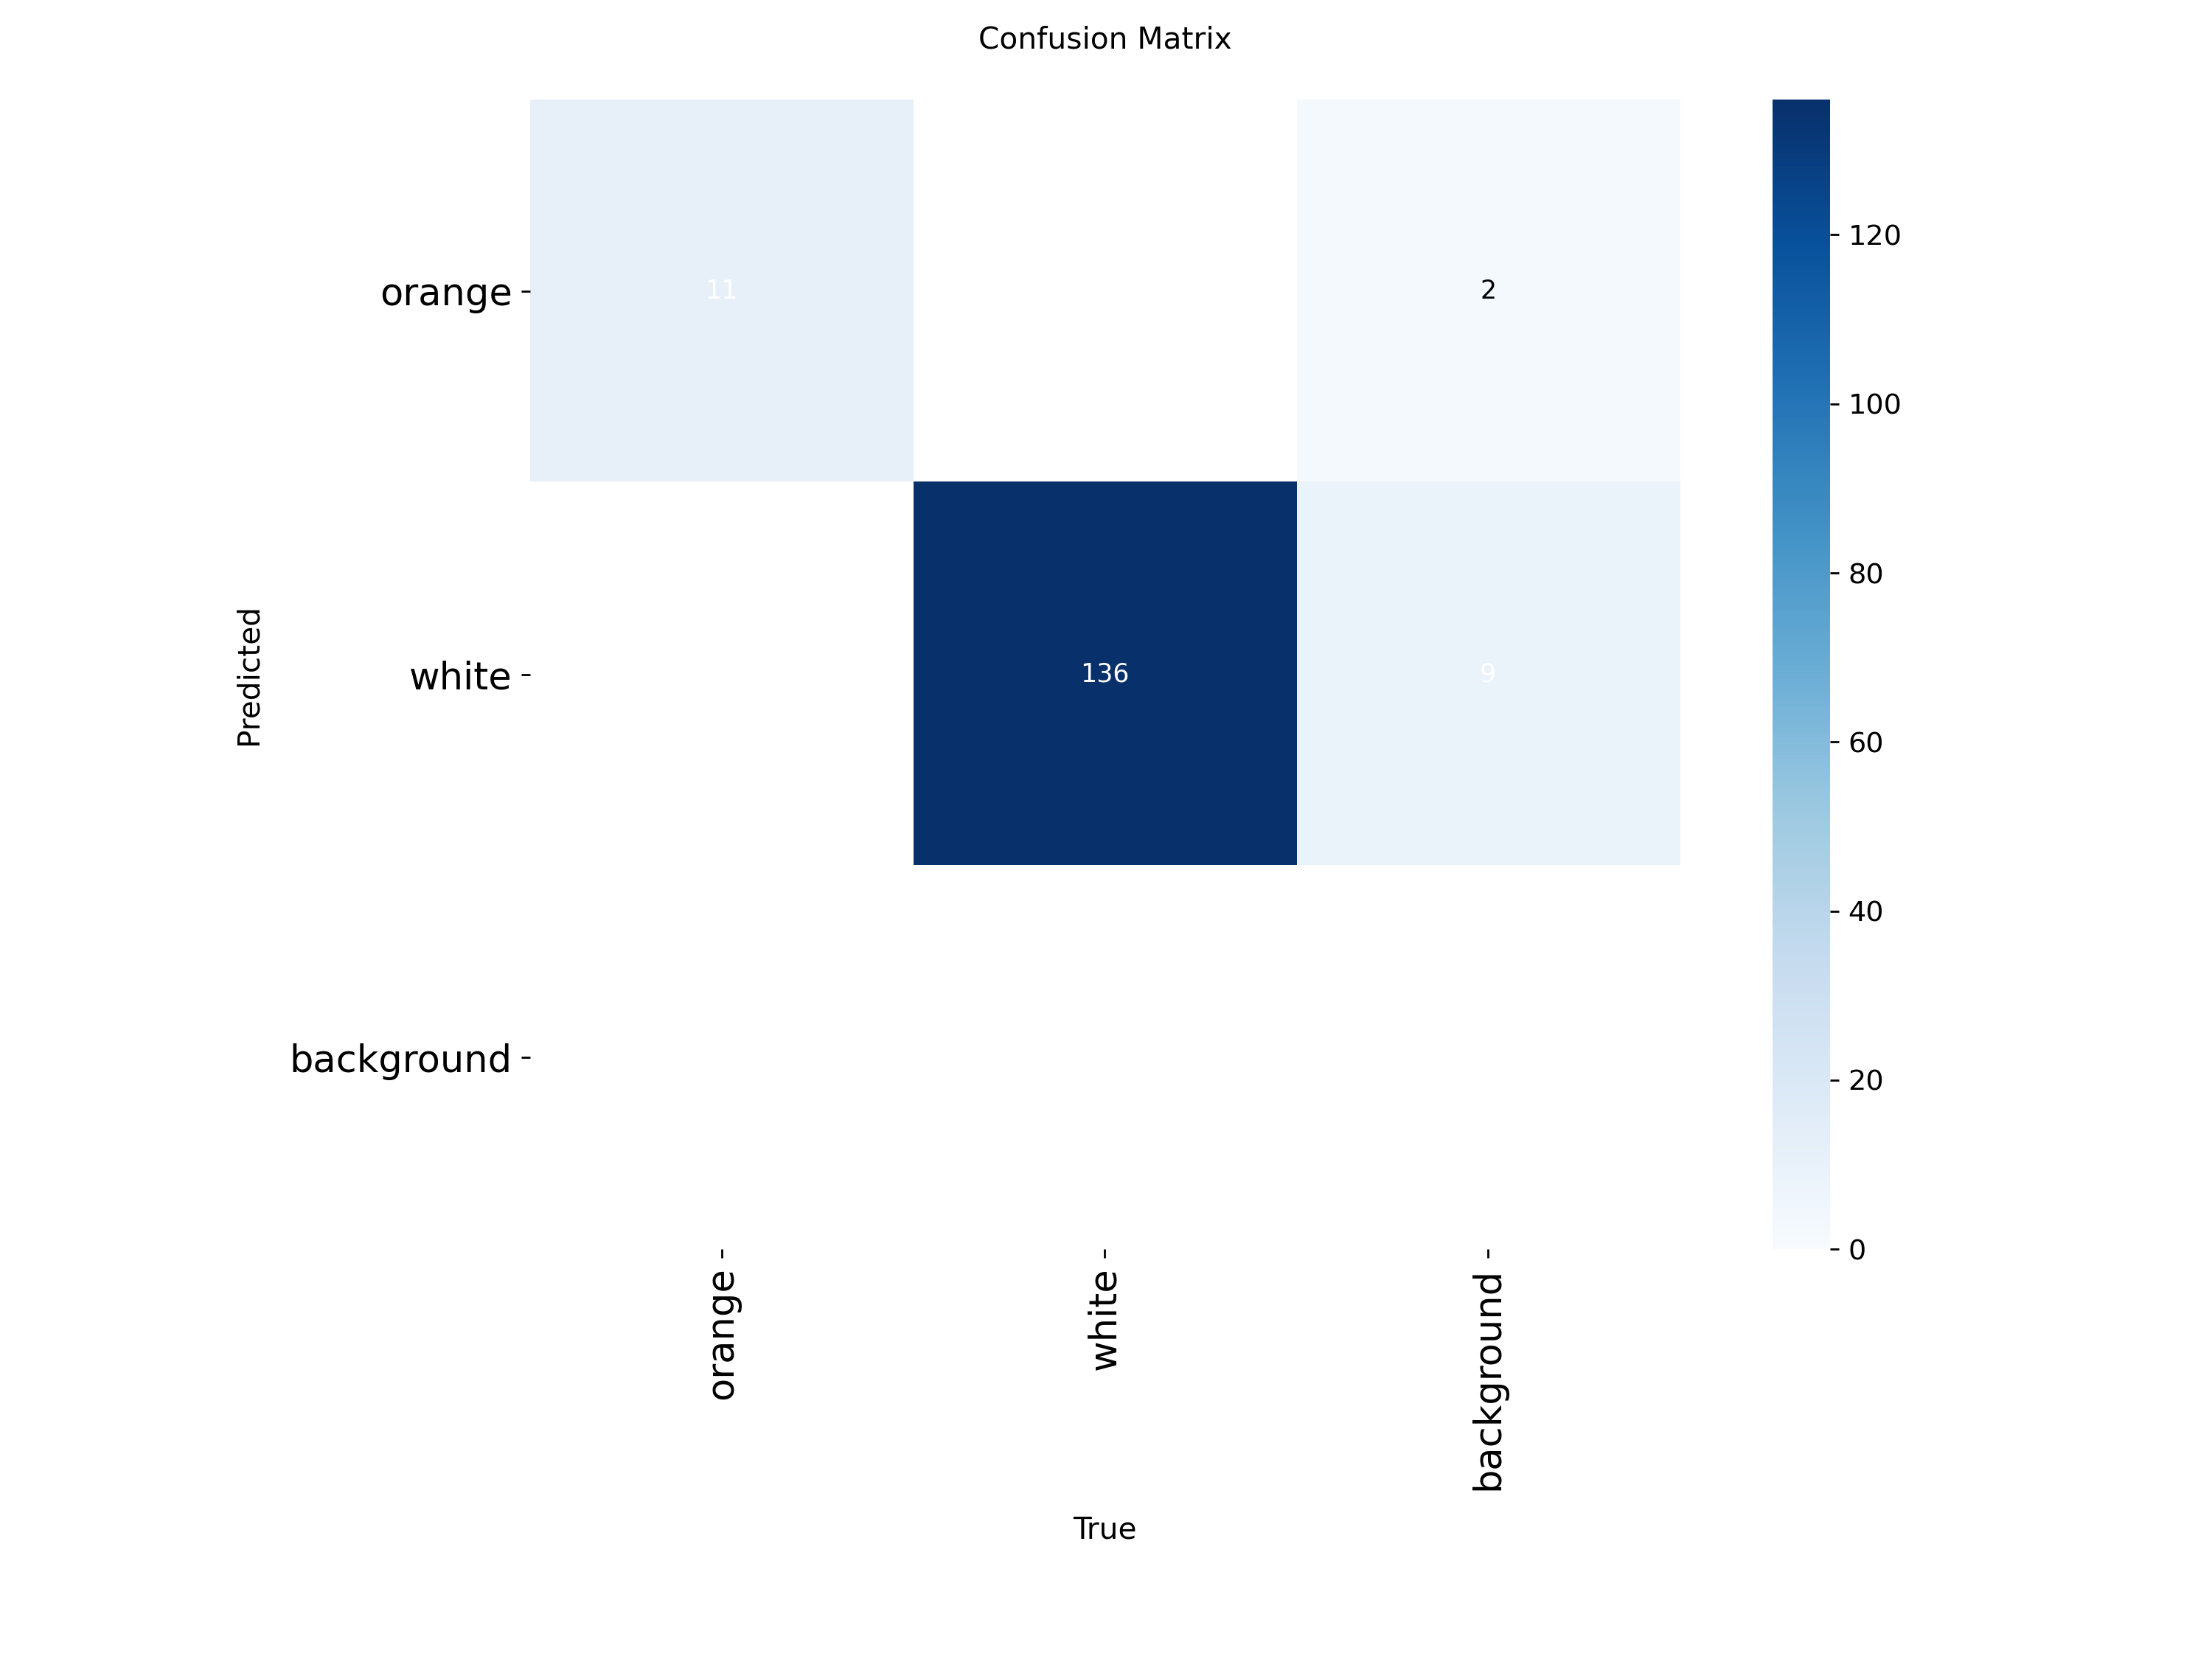 Confusion Matrix
orange
11
2
white
136
9
background
Predicted
orange
white
background
True
120
100
80
60
40
20
0